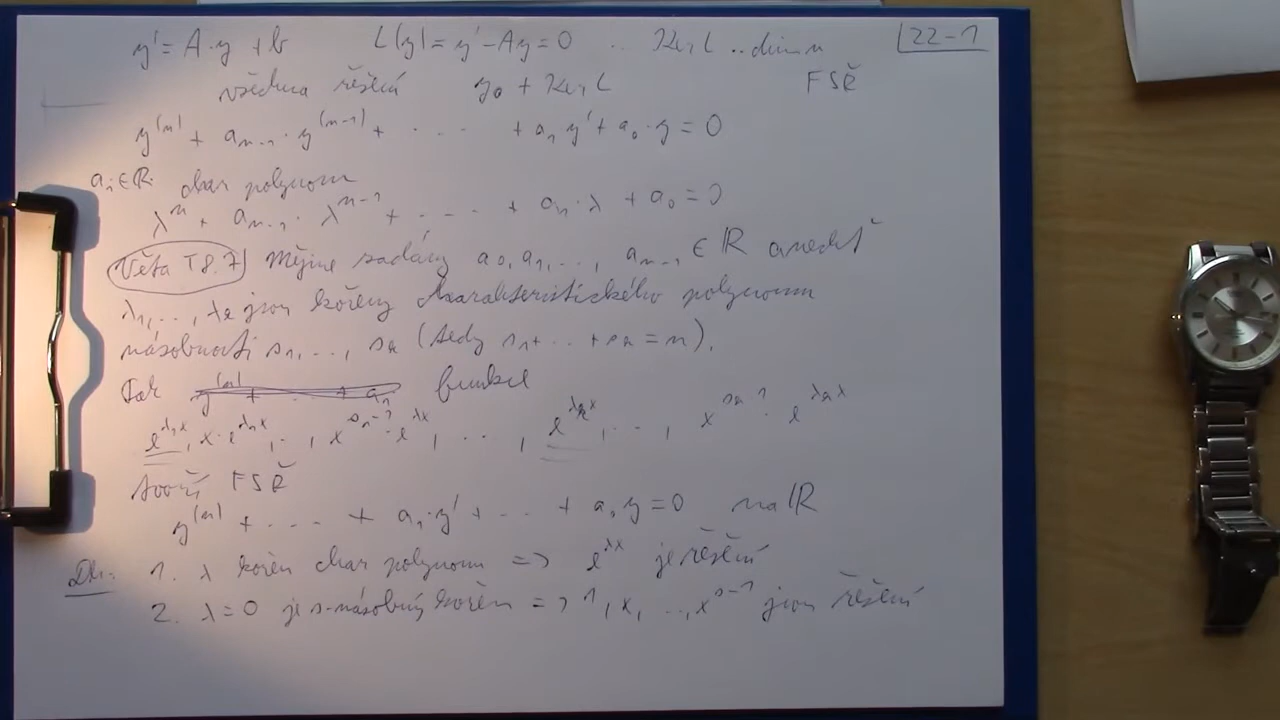 y' = A·y + b L(y) = y' - Ay = 0 .. Ker L .. dim n 22-1
všechna řešení y₀ + Ker L FSŘ
y⁽ⁿ⁾ + aₙ₋₁·y⁽ⁿ⁻¹⁾ + · · · · + a₁ y' + a₀·y = 0
aᵢ∈ℝ char polynom
λⁿ + aₙ₋₁·λⁿ⁻¹ + · · · · + a₁·λ + a₀ = 0
Věta T8.7 Mějme zadány a₀, a₁, ..., aₙ₋₁ ∈ ℝ a nechť
λ₁, .., λₖ jsou kořeny charakteristického polynomu
násobnosti s₁, .., sₖ (tedy s₁ + .. + sₖ = n).
Pak funkce
e^{λ₁x}, x·e^{λ₁x}, .., x^{s₁-1}·e^{λx}, ..., e^{λₖx}, .., x^{sₖ-1}·e^{λₖx}
tvoří FSŘ
y⁽ⁿ⁾ + .... + a₁·y' + .. + a₀y = 0 na ℝ
Dk: 1. λ kořen char polynomu => e^{λx} je řešení
2. λ = 0 je s-násobný kořen => 1, x, .., x^{s-1} jsou řešení